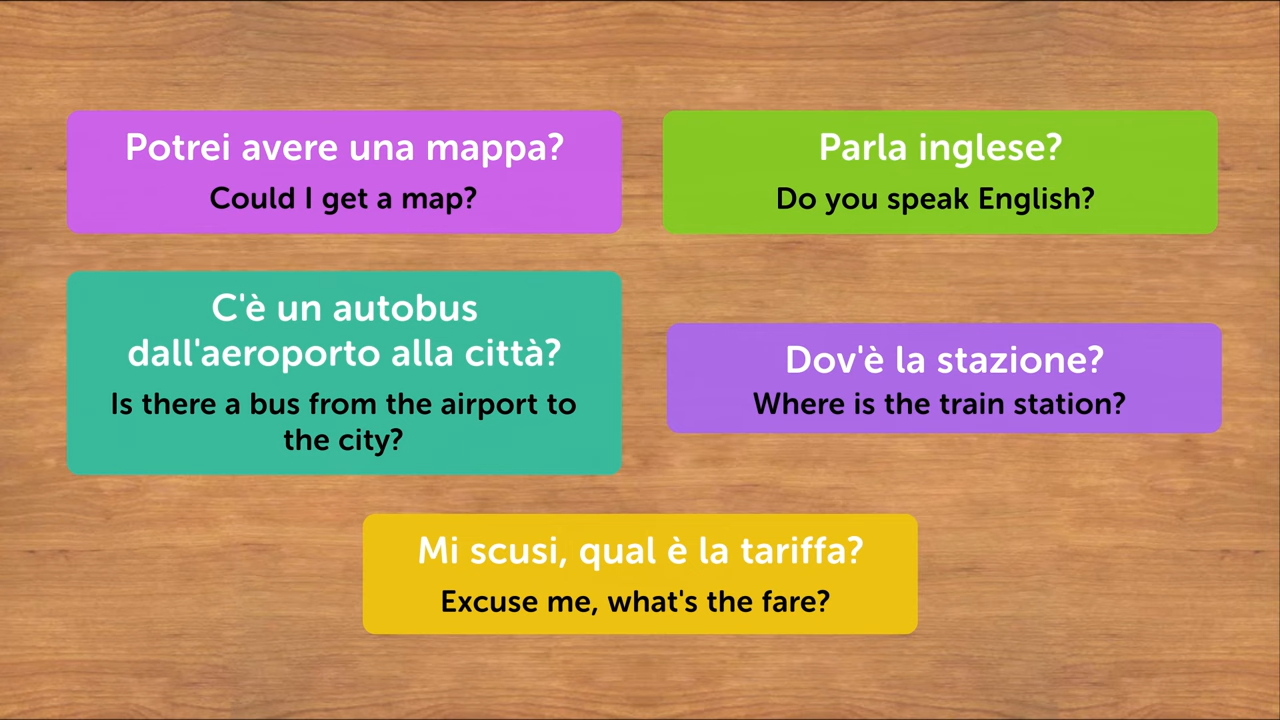 Potrei avere una mappa?
Could I get a map?
Parla inglese?
Do you speak English?
C'è un autobus
dall'aeroporto alla città?
Is there a bus from the airport to
the city?
Dov'è la stazione?
Where is the train station?
Mi scusi, qual è la tariffa?
Excuse me, what's the fare?